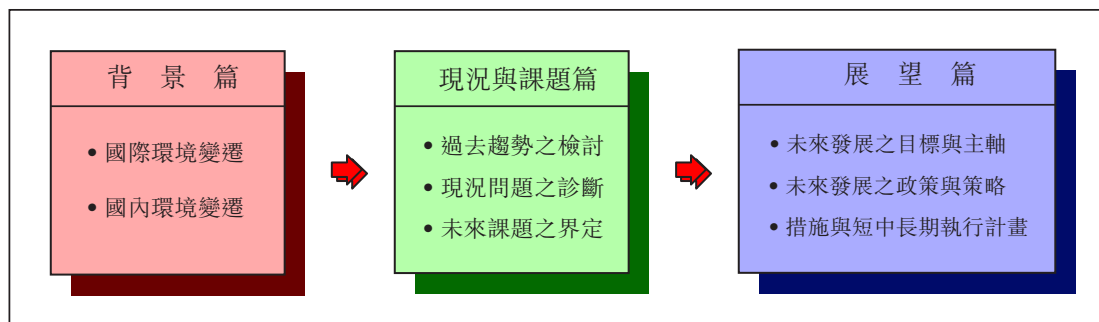 背景篇
• 國際環境變遷
• 國內環境變遷
現況與課題篇
• 過去趨勢之檢討
• 現況問題之診斷
• 未來課題之界定
展望篇
• 未來發展之目標與主軸
• 未來發展之政策與策略
• 措施與短中長期執行計畫